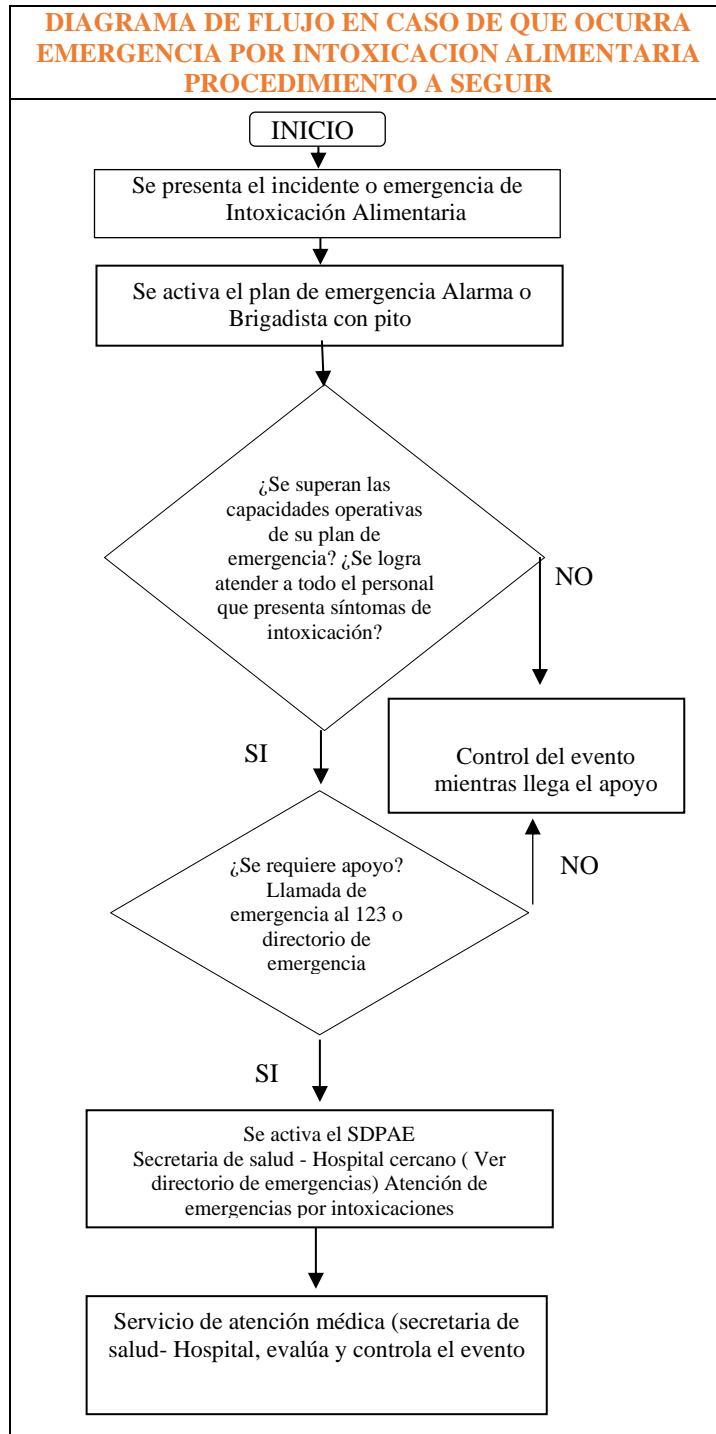 DIAGRAMA DE FLUJO EN CASO DE QUE OCURRA
EMERGENCIA POR INTOXICACION ALIMENTARIA
PROCEDIMIENTO A SEGUIR
INICIO
Se presenta el incidente o emergencia de
Intoxicación Alimentaria
Se activa el plan de emergencia Alarma o
Brigadista con pito
¿Se superan las
capacidades operativas
de su plan de
emergencia? ¿Se logra
atender a todo el personal
que presenta síntomas de
intoxicación?
NO
SI
Control del evento
mientras llega el apoyo
¿Se requiere apoyo?
Llamada de
emergencia al 123 o
directorio de
emergencia
NO
SI
Se activa el SDPAE
Secretaria de salud - Hospital cercano ( Ver
directorio de emergencias) Atención de
emergencias por intoxicaciones
Servicio de atención médica (secretaria de
salud- Hospital, evalúa y controla el evento